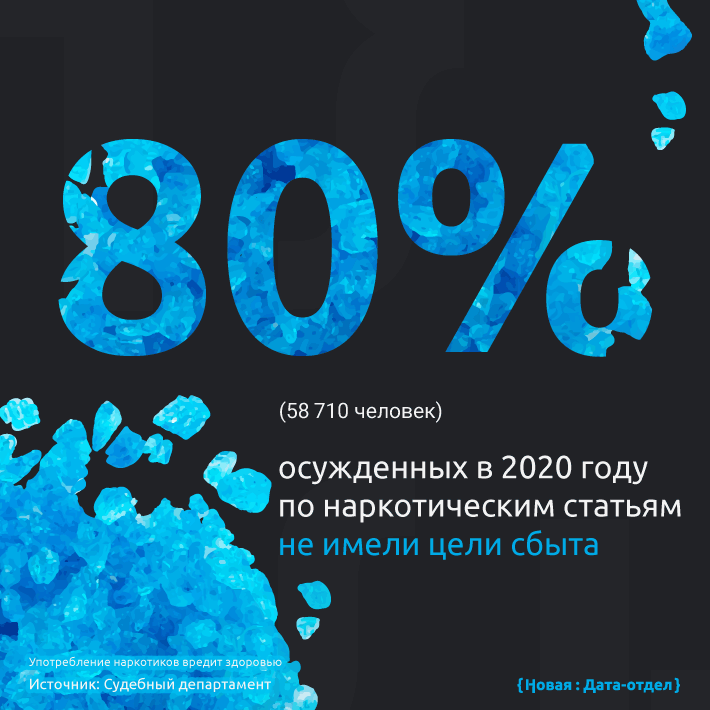 80%
(58 710 человек)
осужденных в 2020 году
по наркотическим статьям
не имели цели сбыта
Употребление наркотиков вредит здоровью
Источник: Судебный департамент
{Новая : Дата-отдел}